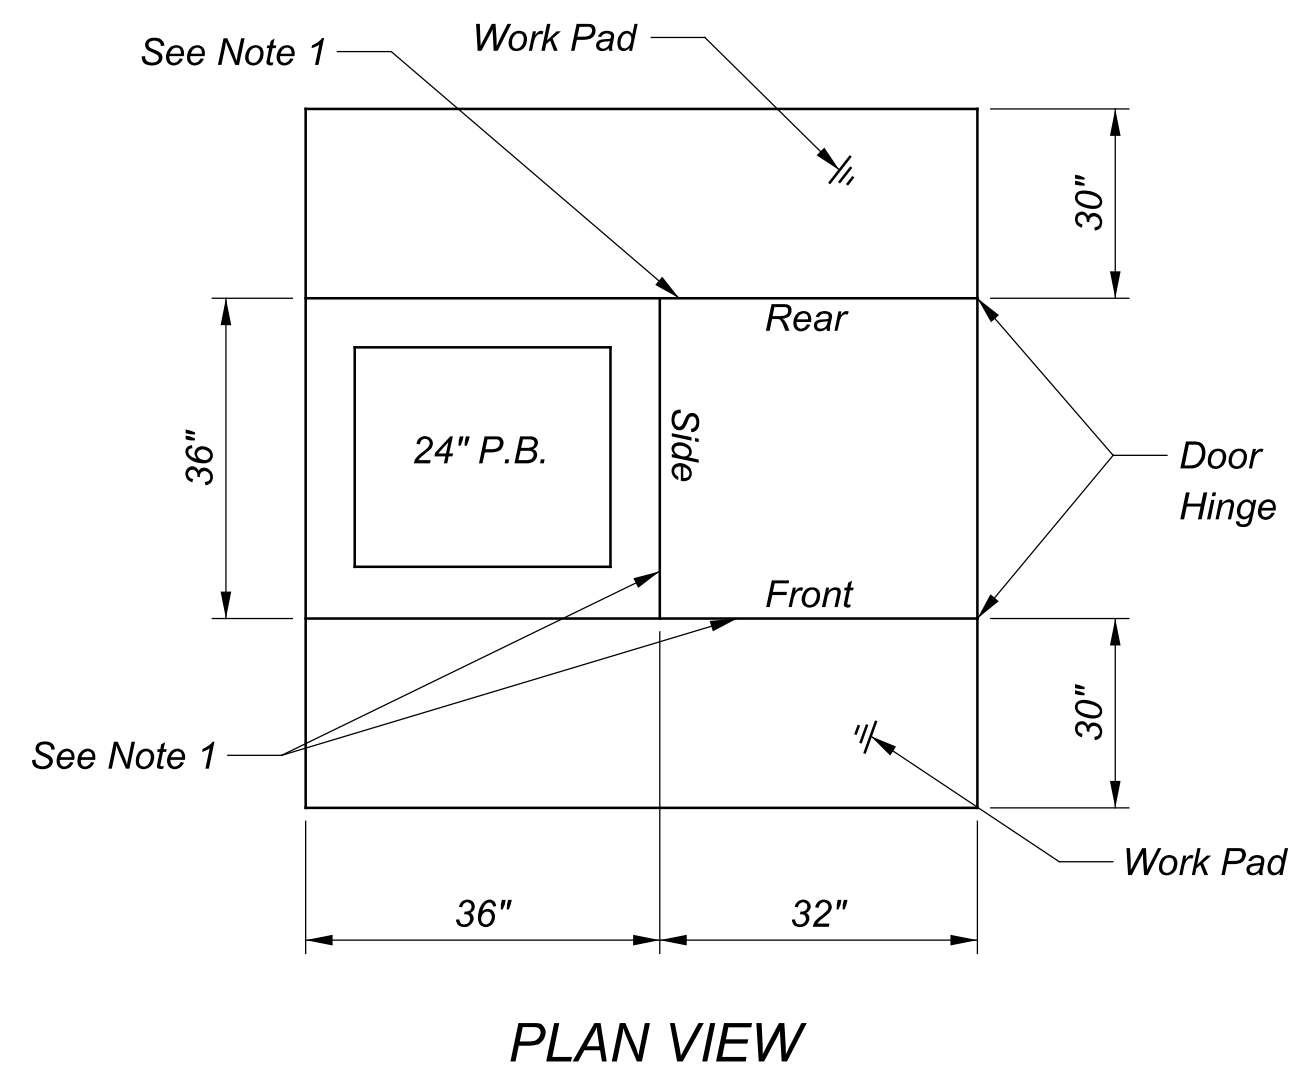 See Note 1
Work Pad
30"
Rear
36"
24" P.B.
Side
Door
Hinge
Front
30"
See Note 1
Work Pad
36"
32"
PLAN VIEW